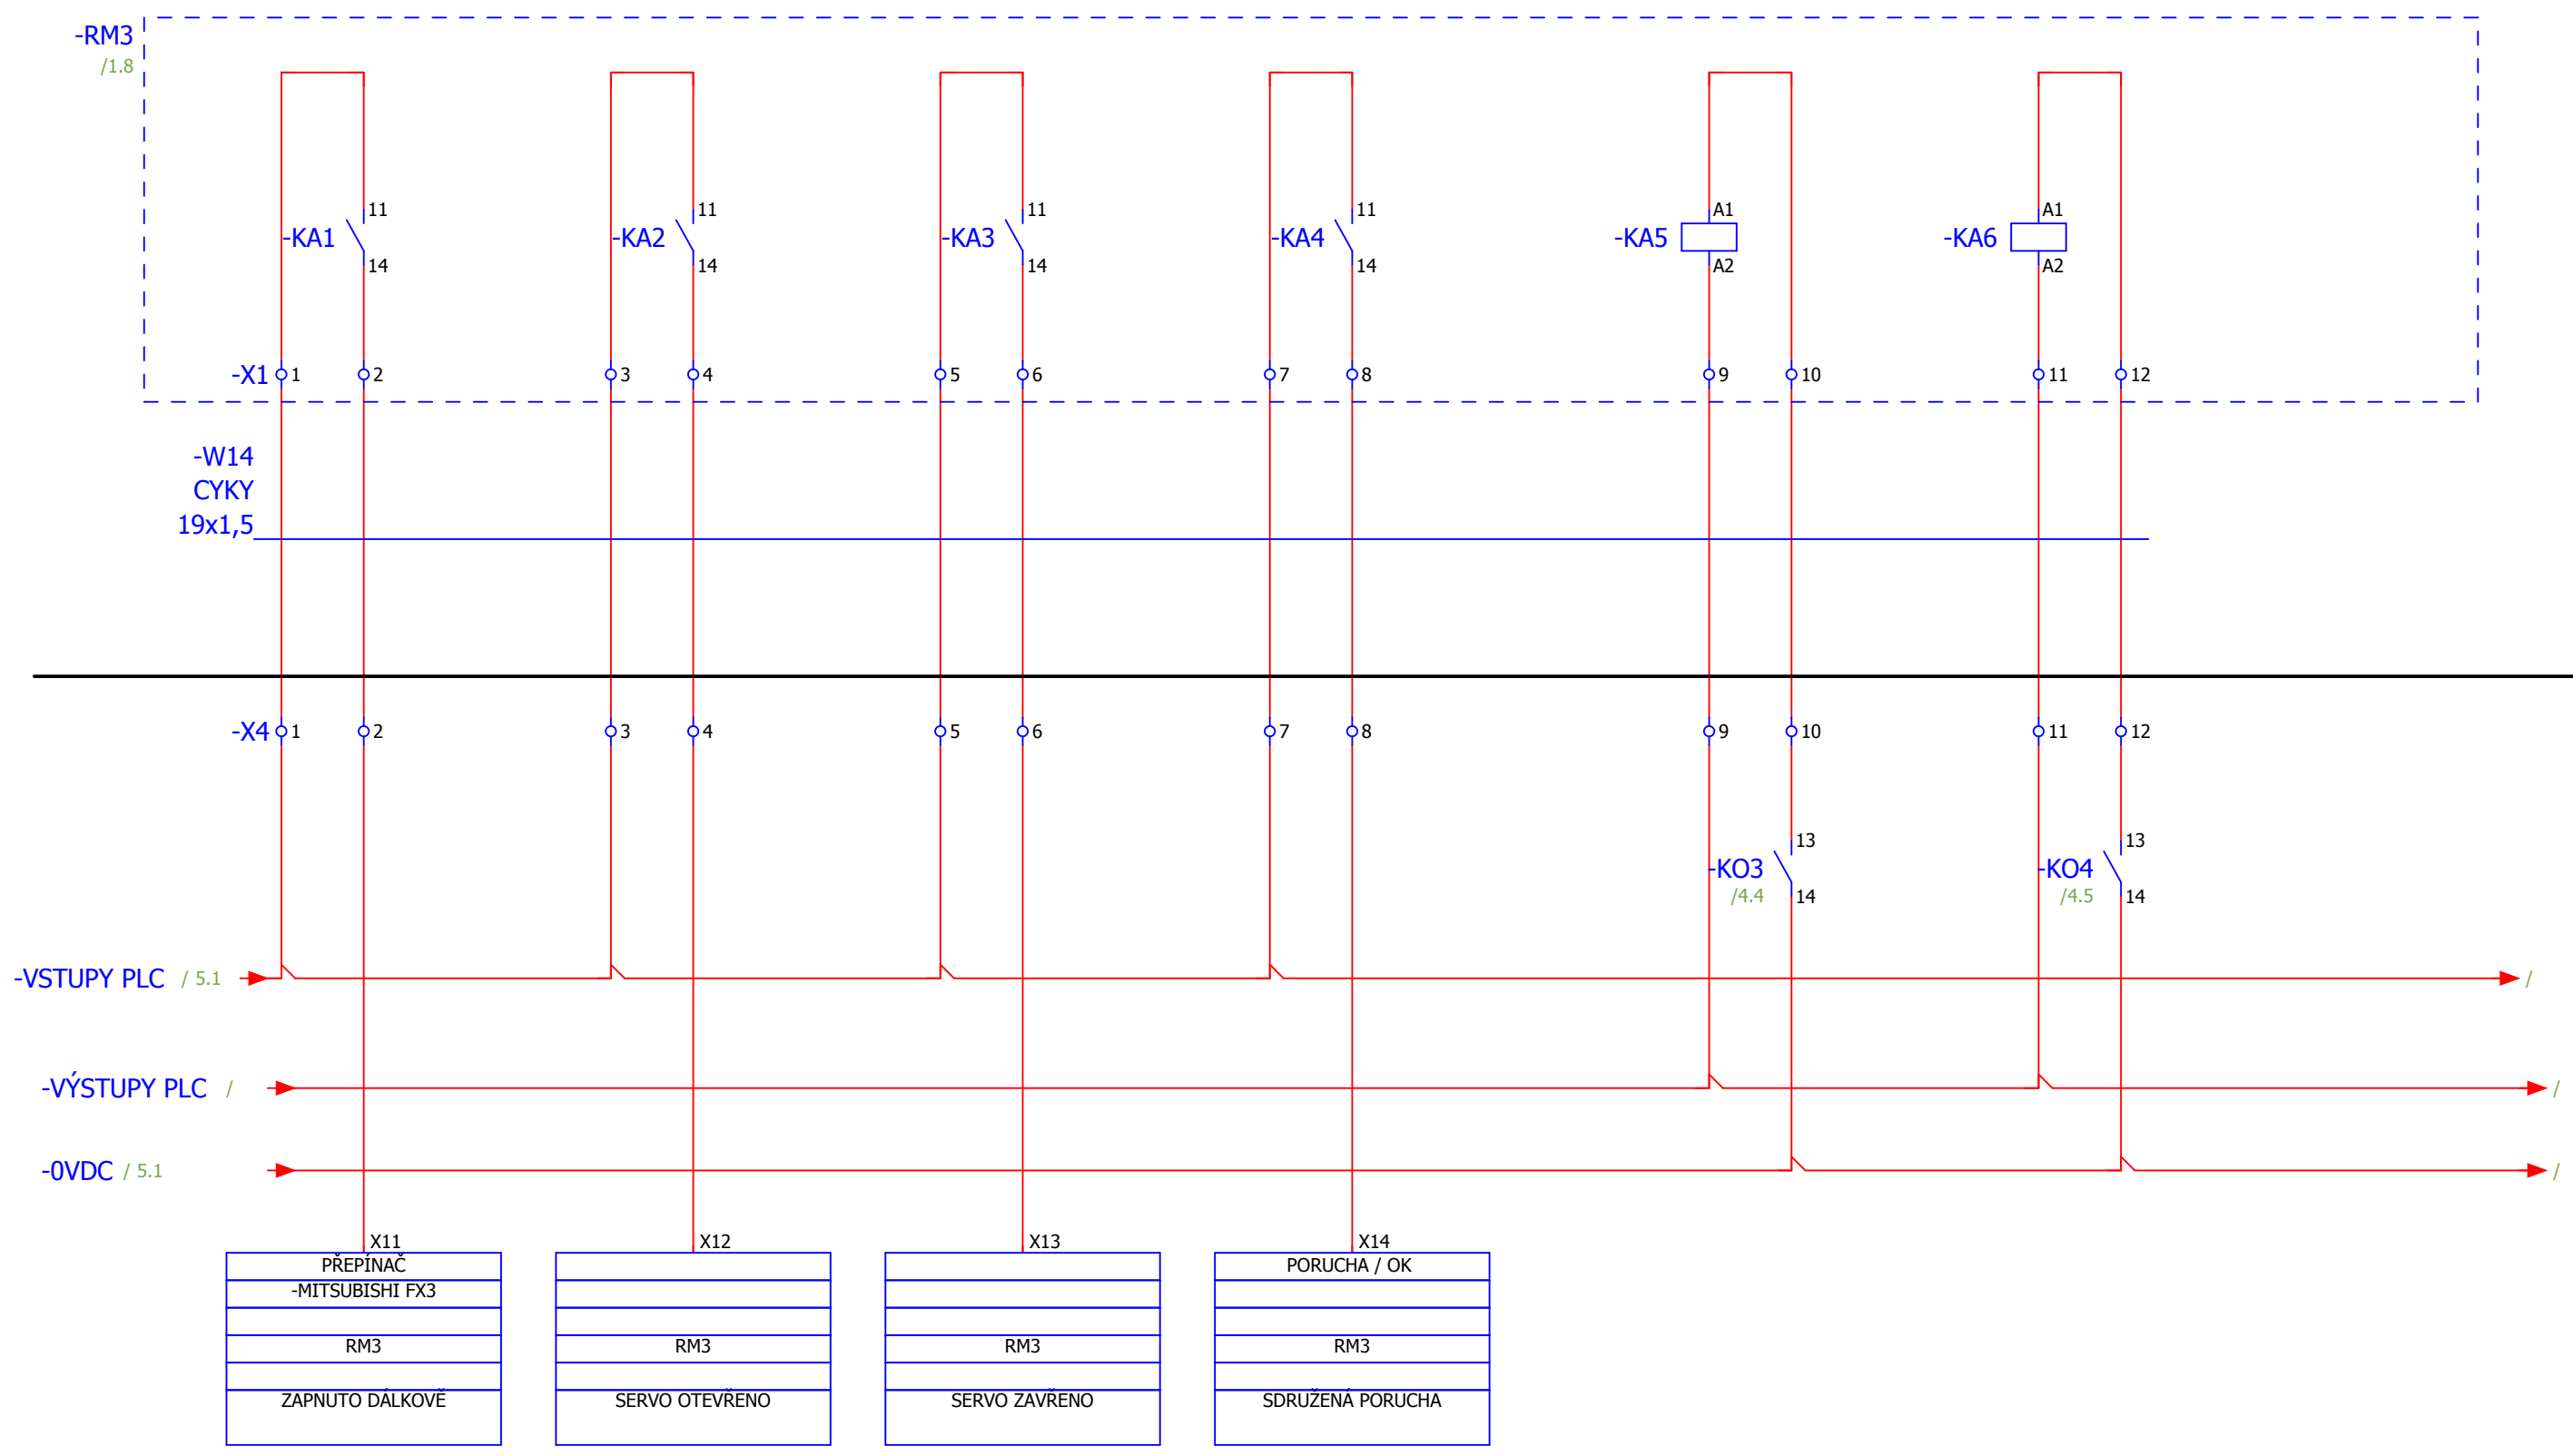 -RM3
/1.8
11 11 11 11 A1 A1
-KA1 -KA2 -KA3 -KA4 -KA5 -KA6
14 14 14 14 A2 A2
-X1 1 2 3 4 5 6 7 8 9 10 11 12
-W14
CYKY
19x1,5
-X4 1 2 3 4 5 6 7 8 9 10 11 12
13 13
-KO3 -KO4
/4.4 14 /4.5 14
-VSTUPY PLC / 5.1 /
-VÝSTUPY PLC / /
-0VDC / 5.1 /
X11 X12 X13 X14
PŘEPÍNAČ PORUCHA / OK
-MITSUBISHI FX3
RM3 RM3 RM3 RM3
ZAPNUTO DÁLKOVĚ SERVO OTEVŘENO SERVO ZAVŘENO SDRUŽENÁ PORUCHA